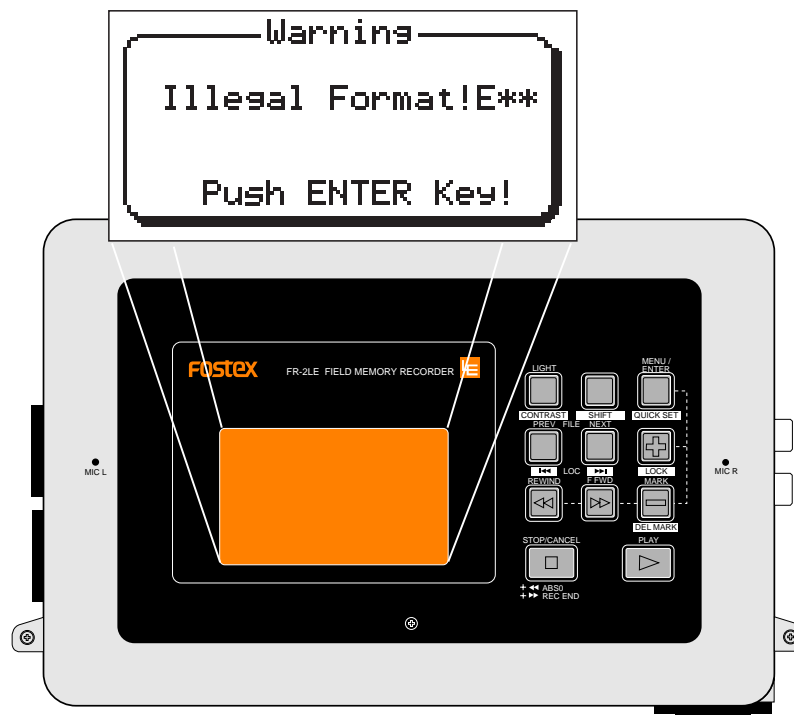 Warning
Illegal Format!E**
Push ENTER Key!
Fostex
FR-2LE FIELD MEMORY RECORDER LE
LIGHT
MENU /
ENTER
CONTRAST SHIFT QUICK SET
PREV FILE NEXT
LOC LOCK
REWIND F FWD MARK
DEL MARK
MIC L
MIC R
STOP/CANCEL PLAY
+ ◀◀ ABS0
+ ▶▶ REC END